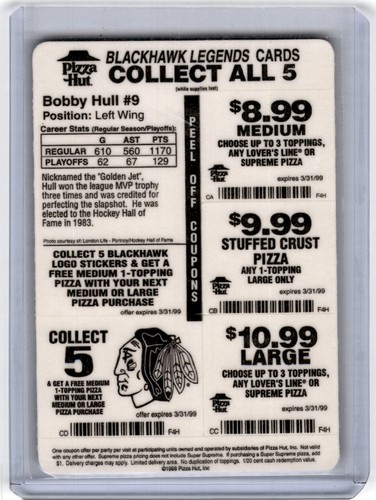 Pizza
Hut
BLACKHAWK LEGENDS CARDS
COLLECT ALL 5
(while supplies last)
Bobby Hull #9
Position: Left Wing
Career Stats (Regular Season/Playoffs):
G AST PTS
REGULAR 610 560 1170
PLAYOFFS 62 67 129
Nicknamed the "Golden Jet",
Hull won the league MVP trophy
three times and was credited for
perfecting the slapshot. He was
elected to the Hockey Hall of
Fame in 1983.
Photo courtesy of: London Life - Portnoy/Hockey Hall of Fame
COLLECT 5 BLACKHAWK
LOGO STICKERS & GET A
FREE MEDIUM 1-TOPPING
PIZZA WITH YOUR NEXT
MEDIUM OR LARGE
PIZZA PURCHASE
offer expires 3/31/99
COLLECT
5
& GET A FREE MEDIUM
1-TOPPING PIZZA
WITH YOUR NEXT
MEDIUM OR LARGE
PIZZA PURCHASE
offer expires 3/31/99
CD F4H
PEEL OFF COUPONS
$8.99
MEDIUM
CHOOSE UP TO 3 TOPPINGS,
ANY LOVER'S LINE® OR
SUPREME PIZZA
Pizza
Hut
expires 3/31/99
CA F4H
$9.99
STUFFED CRUST
PIZZA
ANY 1-TOPPING
LARGE ONLY
Pizza
Hut
expires 3/31/99
CB F4H
$10.99
LARGE
CHOOSE UP TO 3 TOPPINGS,
ANY LOVER'S LINE® OR
SUPREME PIZZA
Pizza
Hut
expires 3/31/99
CC F4H
One coupon offer per party per visit at participating units owned and operated by subsidiaries of Pizza Hut, Inc. Not valid
with any other offer. Supreme pizza pricing does not include Super Supreme. If an offer includes a Super Supreme pizza, add
$1. Delivery charges may apply. Limited delivery area. No duplication of toppings. 1/20 cent cash redemption value.
Pizza Hut, Inc